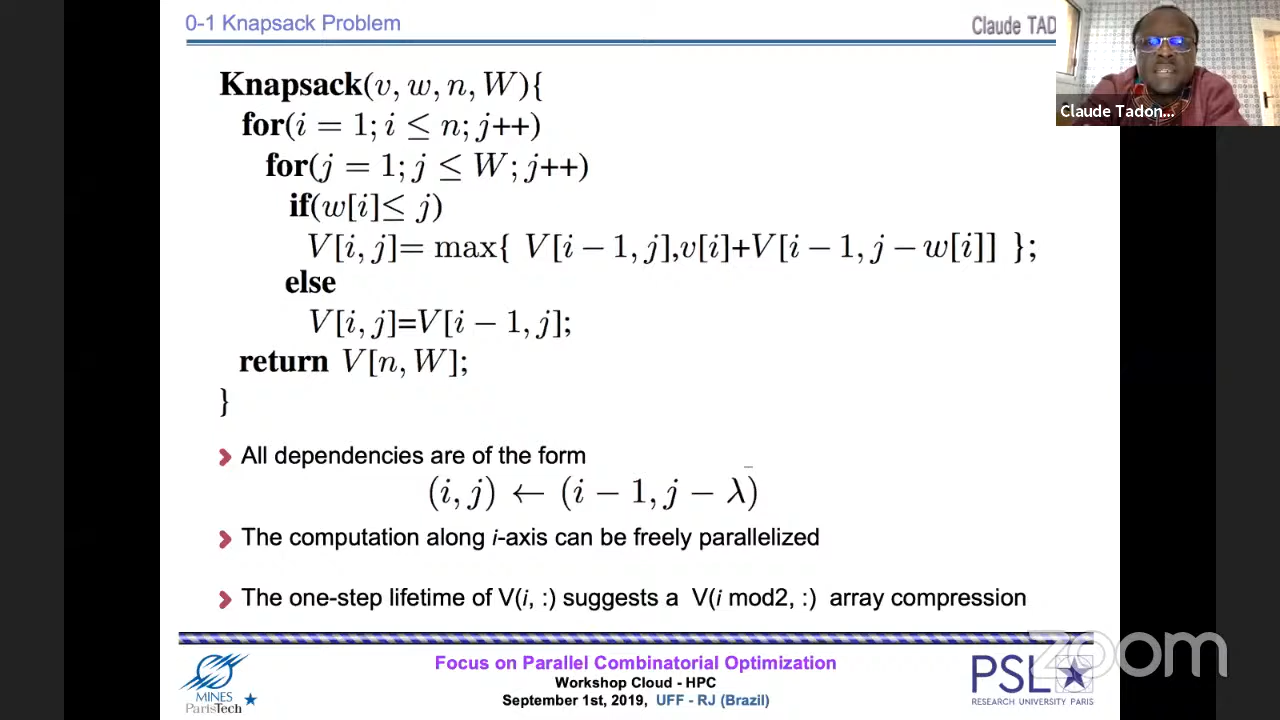 0-1 Knapsack Problem
Claude TAD
Claude Tadon...
Knapsack(v, w, n, W){
for(i = 1; i ≤ n; j++)
for(j = 1; j ≤ W; j++)
if(w[i]≤ j)
V[i, j]= max{ V[i − 1, j],v[i]+V[i − 1, j − w[i]] };
else
V[i, j]=V[i − 1, j];
return V[n, W];
}
All dependencies are of the form
(i, j) ← (i − 1, j − λ)
The computation along i-axis can be freely parallelized
The one-step lifetime of V(i, :) suggests a V(i mod2, :) array compression
Focus on Parallel Combinatorial Optimization
Workshop Cloud - HPC
September 1st, 2019, UFF - RJ (Brazil)
MINES
ParisTech
PSL
RESEARCH UNIVERSITY PARIS
zoom